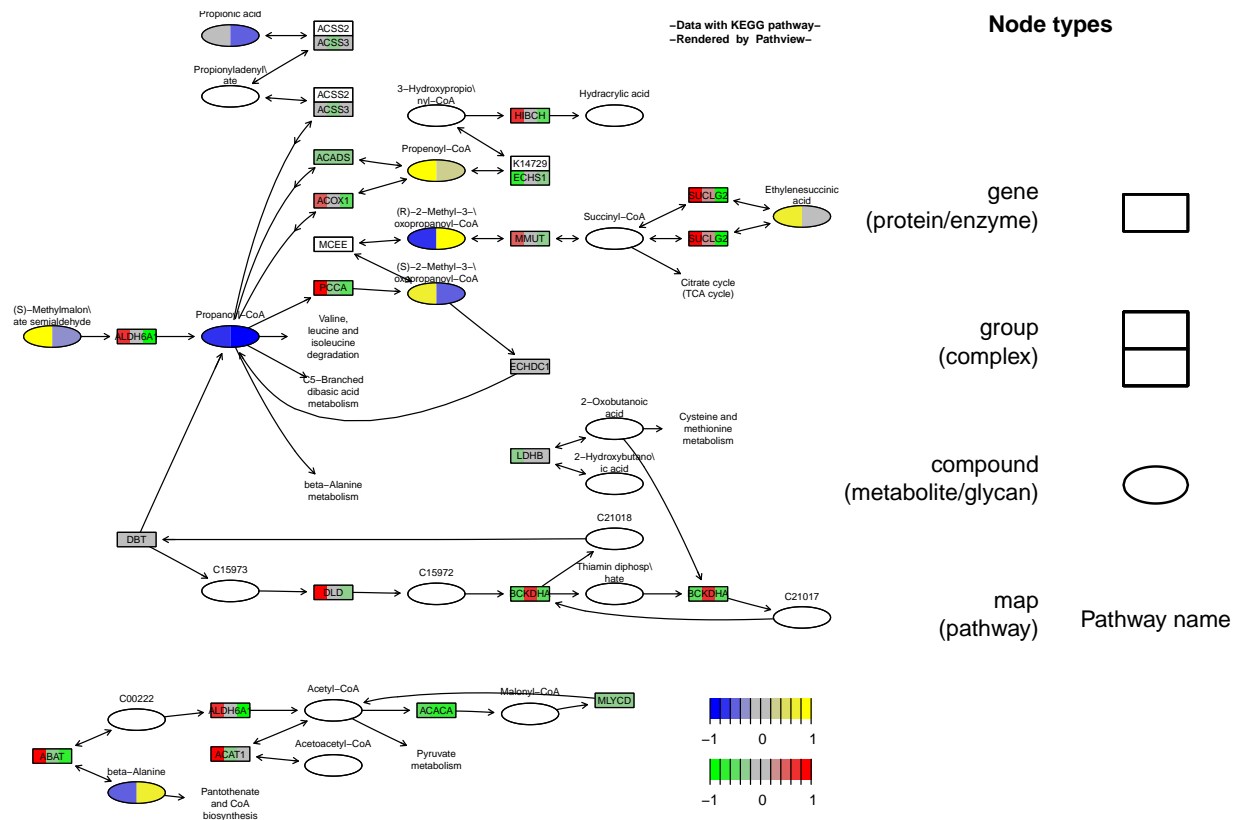 Propionic acid
ACSS2
ACSS3
−Data with KEGG pathway−
−Rendered by Pathview−
Node types
Propionyladenyl\
ate
ACSS2
ACSS3
3−Hydroxypropio\
nyl−CoA
HIBCH
Hydracrylic acid
ACADS
Propenoyl−CoA
K14729
ECHS1
ACOX1
SUCLG2
Ethylenesuccinic
acid
gene
(protein/enzyme)
(R)−2−Methyl−3−\
oxopropanoyl−CoA
MCEE
MMUT
Succinyl−CoA
SUCLG2
(S)−2−Methyl−3−\
oxopropanoyl−CoA
PCCA
Citrate cycle
(TCA cycle)
(S)−Methylmalon\
ate semialdehyde
ALDH6A1
Propanoyl−CoA
Valine,
leucine and
isoleucine
degradation
group
(complex)
ECHDC1
C5−Branched
dibasic acid
metabolism
2−Oxobutanoic
acid
Cysteine and
methionine
metabolism
LDHB
2−Hydroxybutano\
ic acid
compound
(metabolite/glycan)
beta−Alanine
metabolism
C21018
DBT
C15973
DLD
C15972
BCKDHA
Thiamin diphosp\
hate
BCKDHA
C21017
map
(pathway)
Pathway name
C00222
ALDH6A1
Acetyl−CoA
ACACA
Malonyl−CoA
MLYCD
ABAT
ACAT1
Acetoacetyl−CoA
Pyruvate
metabolism
beta−Alanine
Pantothenate
and CoA
biosynthesis
−1 0 1
−1 0 1